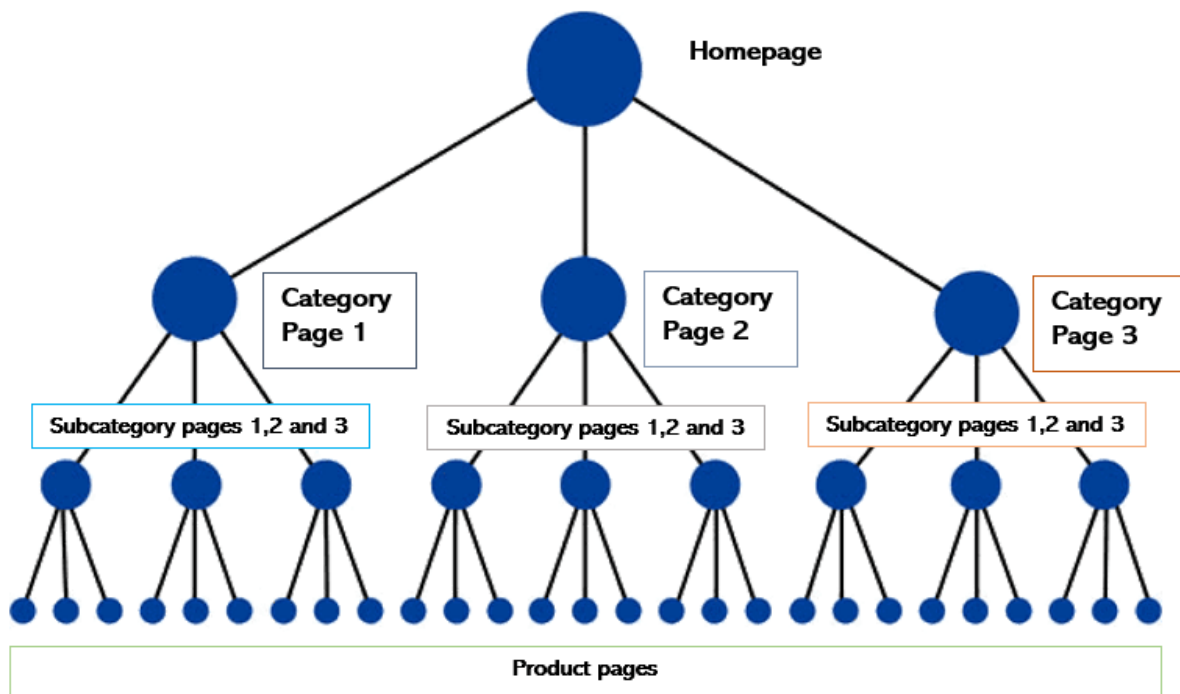 Homepage
Category
Page 1
Category
Page 2
Category
Page 3
Subcategory pages 1,2 and 3
Subcategory pages 1,2 and 3
Subcategory pages 1,2 and 3
Product pages